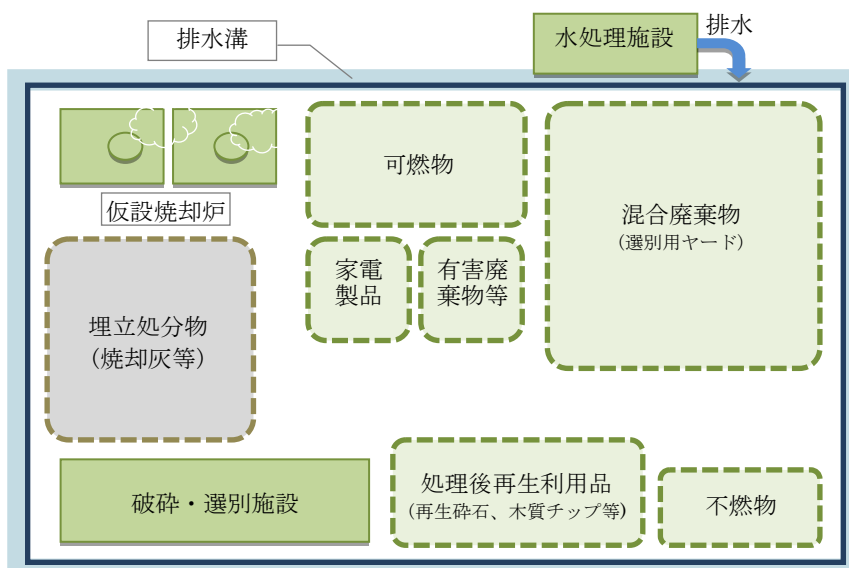 排水溝
水処理施設
排水
仮設焼却炉
可燃物
混合廃棄物
(選別用ヤード)
家電
製品
有害廃
棄物等
埋立処分物
(焼却灰等)
破砕・選別施設
処理後再生利用品
(再生砕石、木質チップ等)
不燃物